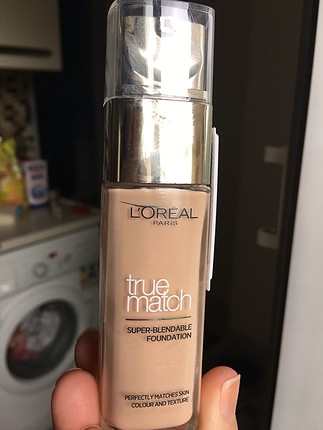 L'ORÉAL
PARIS
true
match
SUPER-BLENDABLE
FOUNDATION
PERFECTLY MATCHES SKIN
COLOUR AND TEXTURE